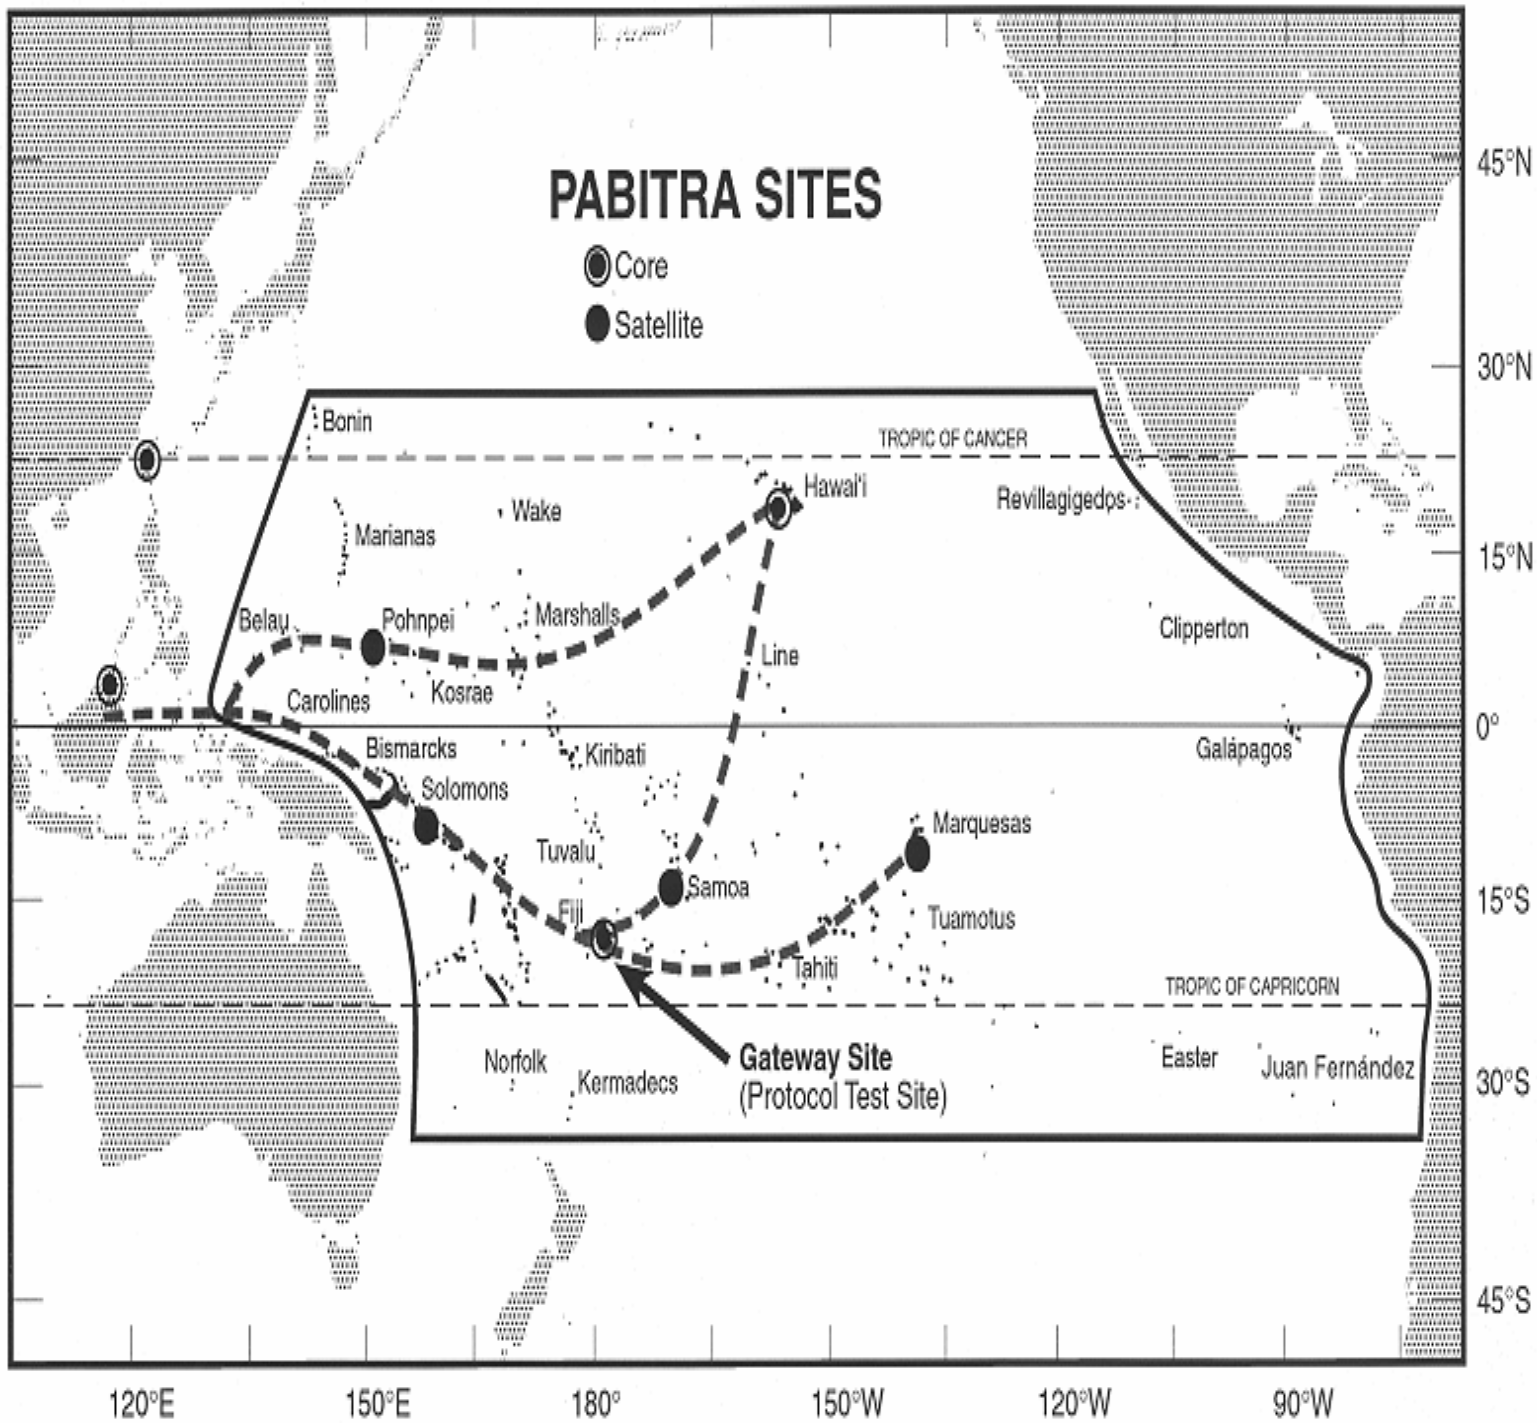 PABITRA SITES
Core
Satellite
45°N
30°N
Bonin
TROPIC OF CANCER
Hawai'i
Revillagigedos
Wake
Marianas
15°N
Belau
Pohnpei
Marshalls
Clipperton
Line
Carolines
Kosrae
0°
Bismarcks
Kiribati
Galápagos
Solomons
Marquesas
Tuvalu
Samoa
15°S
Fiji
Tuamotus
Tahiti
TROPIC OF CAPRICORN
Gateway Site
(Protocol Test Site)
Norfolk
Kermadecs
Easter
Juan Fernández
30°S
45°S
120°E
150°E
180°
150°W
120°W
90°W